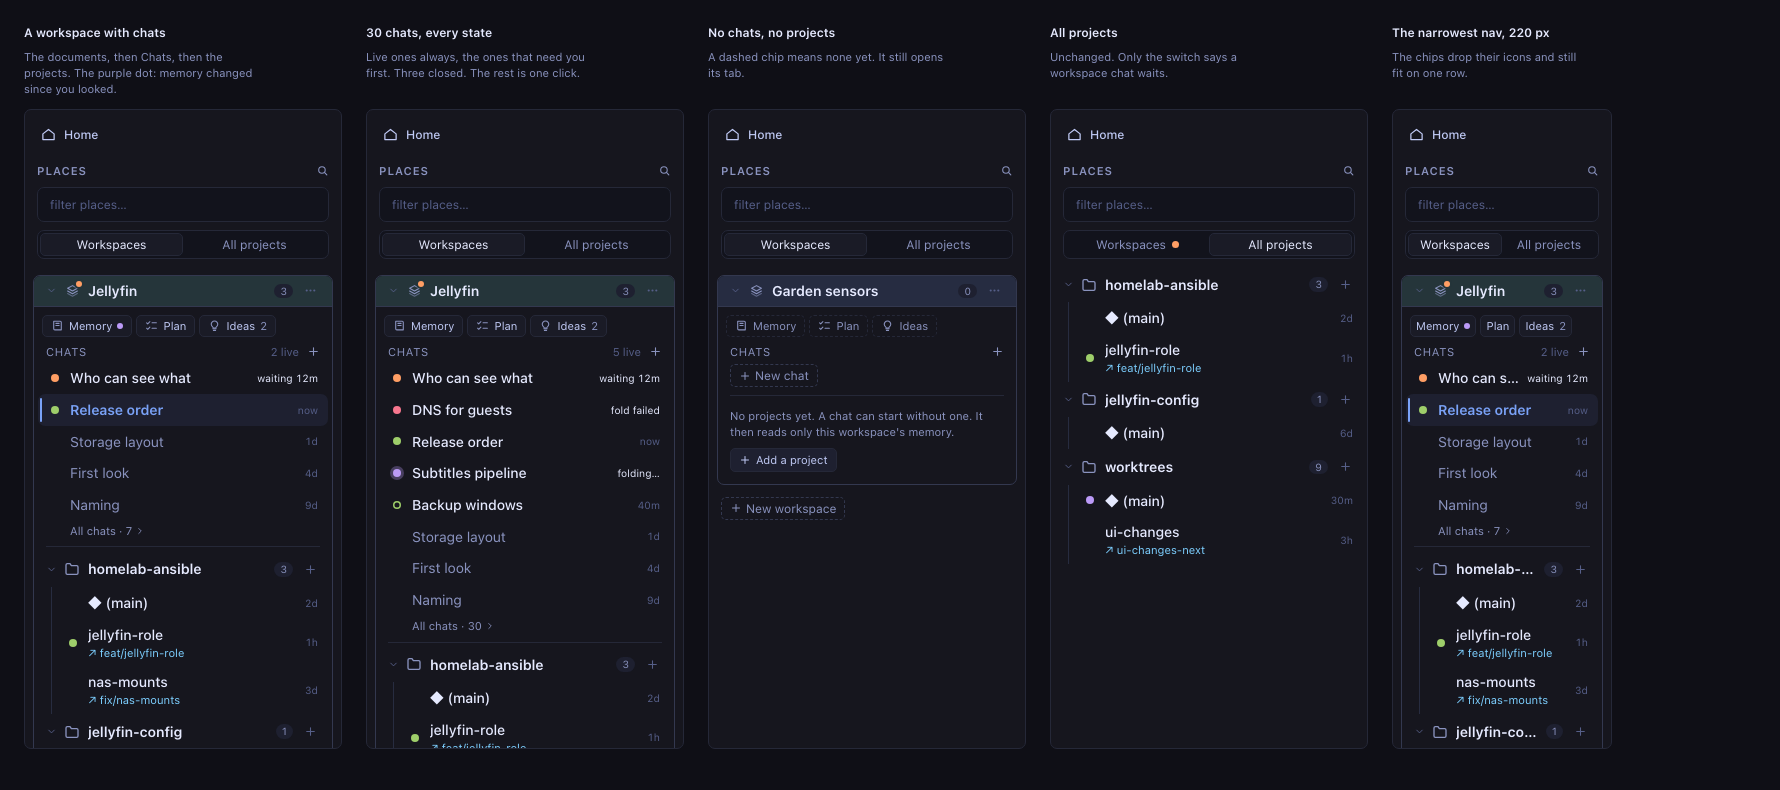 A workspace with chats
The documents, then Chats, then the
projects. The purple dot: memory changed
since you looked.
Home
PLACES
filter places...
Workspaces
All projects
Jellyfin
3
Memory
Plan
Ideas 2
CHATS
2 live
Who can see what
waiting 12m
Release order
now
Storage layout
1d
First look
4d
Naming
9d
All chats · 7
homelab-ansible
3
(main)
2d
jellyfin-role
1h
feat/jellyfin-role
nas-mounts
3d
fix/nas-mounts
jellyfin-config
1
30 chats, every state
Live ones always, the ones that need you
first. Three closed. The rest is one click.
Home
PLACES
filter places...
Workspaces
All projects
Jellyfin
3
Memory
Plan
Ideas 2
CHATS
5 live
Who can see what
waiting 12m
DNS for guests
fold failed
Release order
now
Subtitles pipeline
folding...
Backup windows
40m
Storage layout
1d
First look
4d
Naming
9d
All chats · 30
homelab-ansible
3
(main)
2d
jellyfin-role
1h
feat/jellyfin-role
No chats, no projects
A dashed chip means none yet. It still opens
its tab.
Home
PLACES
filter places...
Workspaces
All projects
Garden sensors
0
Memory
Plan
Ideas
CHATS
New chat
No projects yet. A chat can start without one. It
then reads only this workspace's memory.
Add a project
New workspace
All projects
Unchanged. Only the switch says a
workspace chat waits.
Home
PLACES
filter places...
Workspaces
All projects
homelab-ansible
3
(main)
2d
jellyfin-role
1h
feat/jellyfin-role
jellyfin-config
1
(main)
6d
worktrees
9
(main)
30m
ui-changes
3h
ui-changes-next
The narrowest nav, 220 px
The chips drop their icons and still
fit on one row.
Home
PLACES
filter places...
Workspaces
All projects
Jellyfin
3
Memory
Plan
Ideas 2
CHATS
2 live
Who can s...
waiting 12m
Release order
now
Storage layout
1d
First look
4d
Naming
9d
All chats · 7
homelab-...
3
(main)
2d
jellyfin-role
1h
feat/jellyfin-role
nas-mounts
3d
fix/nas-mounts
jellyfin-co...
1